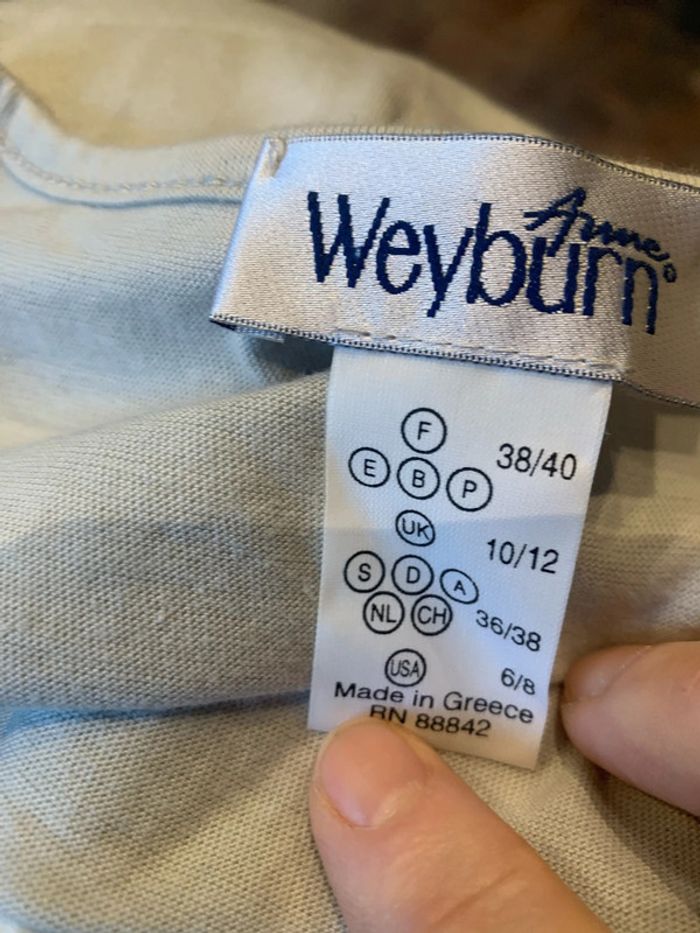 Anne
Weyburn
F
38/40
E B P
UK
10/12
S D A
NL CH
36/38
USA
6/8
Made in Greece
RN 88842